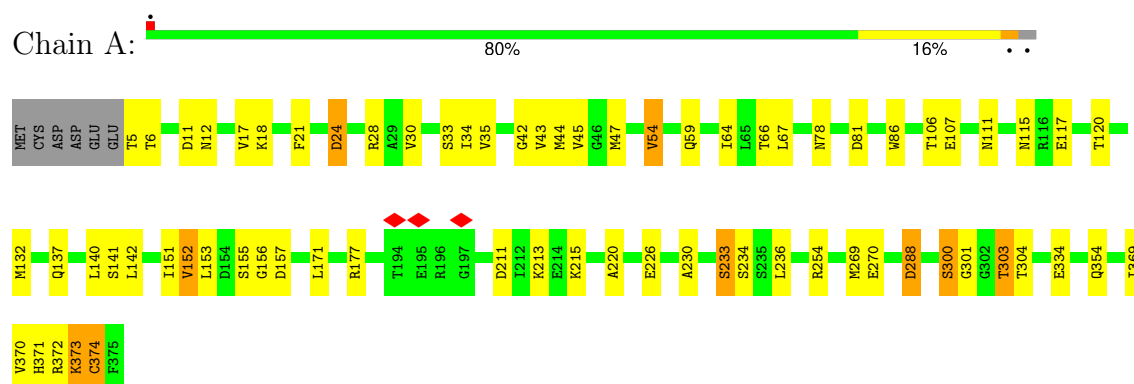 Chain A:
80% 16% • •
MET CYS ASP ASP GLU GLU T5 T6 D11 N12 V17 K18 F21 D24 R28 A29 V30 S33 I34 V35 G42 V43 M44 V45 G46 M47 V54 Q59 I64 L65 T66 L67 N78 D81 W86 T106 E107 N111 N115 R116 E117 T120
M132 Q137 L140 S141 L142 I151 V152 L153 D154 S155 G156 D157 L171 R177 T194 E195 R196 G197 D211 I212 K213 E214 K215 A220 E226 A230 S233 S234 S235 L236 R254 M269 E270 D288 S300 G301 G302 T303 T304 E334 Q354 I369
V370 H371 R372 K373 C374 F375